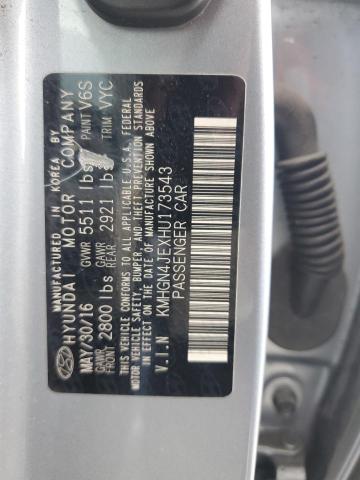 MANUFACTURED IN KOREA BY
HYUNDAI MOTOR COMPANY
MAY/30/16 GVWR 5511 lbs PAINT V6S
GAWR FRONT 2800 lbs GAWR REAR 2921 lbs TRIM VYC
THIS VEHICLE CONFORMS TO ALL APPLICABLE U.S.A. FEDERAL
MOTOR VEHICLE SAFETY, BUMPER, AND THEFT PREVENTION STANDARDS
IN EFFECT ON THE DATE OF MANUFACTURE SHOWN ABOVE
V.I.N KMHGN4JEXHU173543
PASSENGER CAR